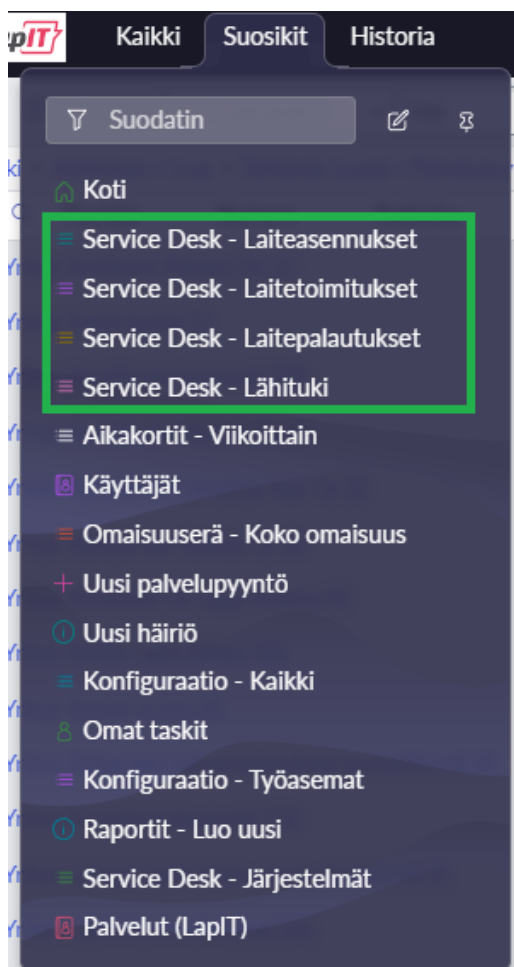 pIT
Kaikki Suosikit Historia
Suodatin
Koti
Service Desk - Laiteasennukset
Service Desk - Laitetoimitukset
Service Desk - Laitepalautukset
Service Desk - Lähituki
Aikakortit - Viikoittain
Käyttäjät
Omaisuuserä - Koko omaisuus
Uusi palvelupyyntö
Uusi häiriö
Konfiguraatio - Kaikki
Omat taskit
Konfiguraatio - Työasemat
Raportit - Luo uusi
Service Desk - Järjestelmät
Palvelut (LapIT)